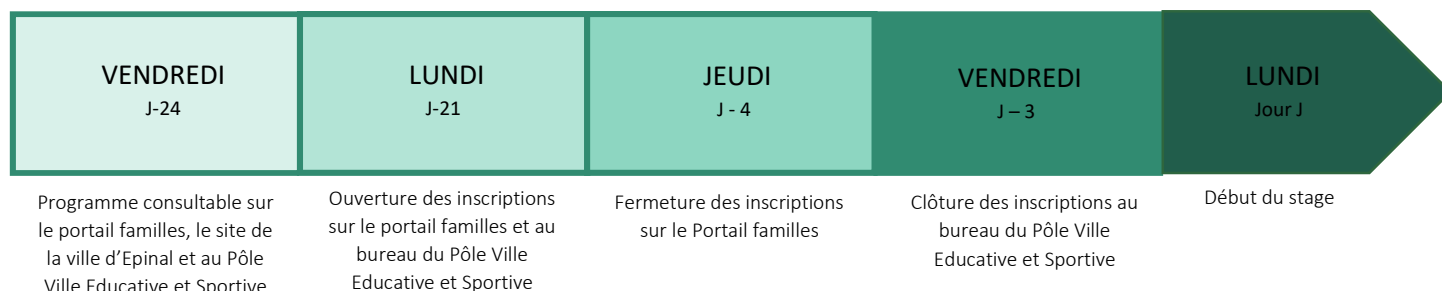 VENDREDI
J-24
LUNDI
J-21
JEUDI
J - 4
VENDREDI
J – 3
LUNDI
Jour J
Programme consultable sur
le portail familles, le site de
la ville d’Epinal et au Pôle
Ville Educative et Sportive
Ouverture des inscriptions
sur le portail familles et au
bureau du Pôle Ville
Educative et Sportive
Fermeture des inscriptions
sur le Portail familles
Clôture des inscriptions au
bureau du Pôle Ville
Educative et Sportive
Début du stage